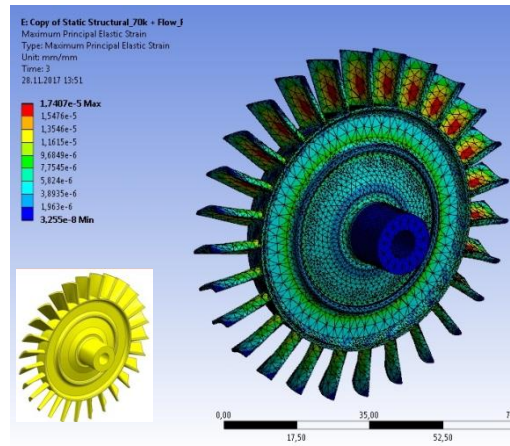 E: Copy of Static Structural_70k + Flow_
Maximum Principal Elastic Strain
Type: Maximum Principal Elastic Strain
Unit: mm/mm
Time: 3
28.11.2017 13:51
1,7407e-5 Max
1,5476e-5
1,3546e-5
1,1615e-5
9,6849e-6
7,7545e-6
5,824e-6
3,8935e-6
1,963e-6
3,255e-8 Min
0,00
35,00
7
17,50
52,50